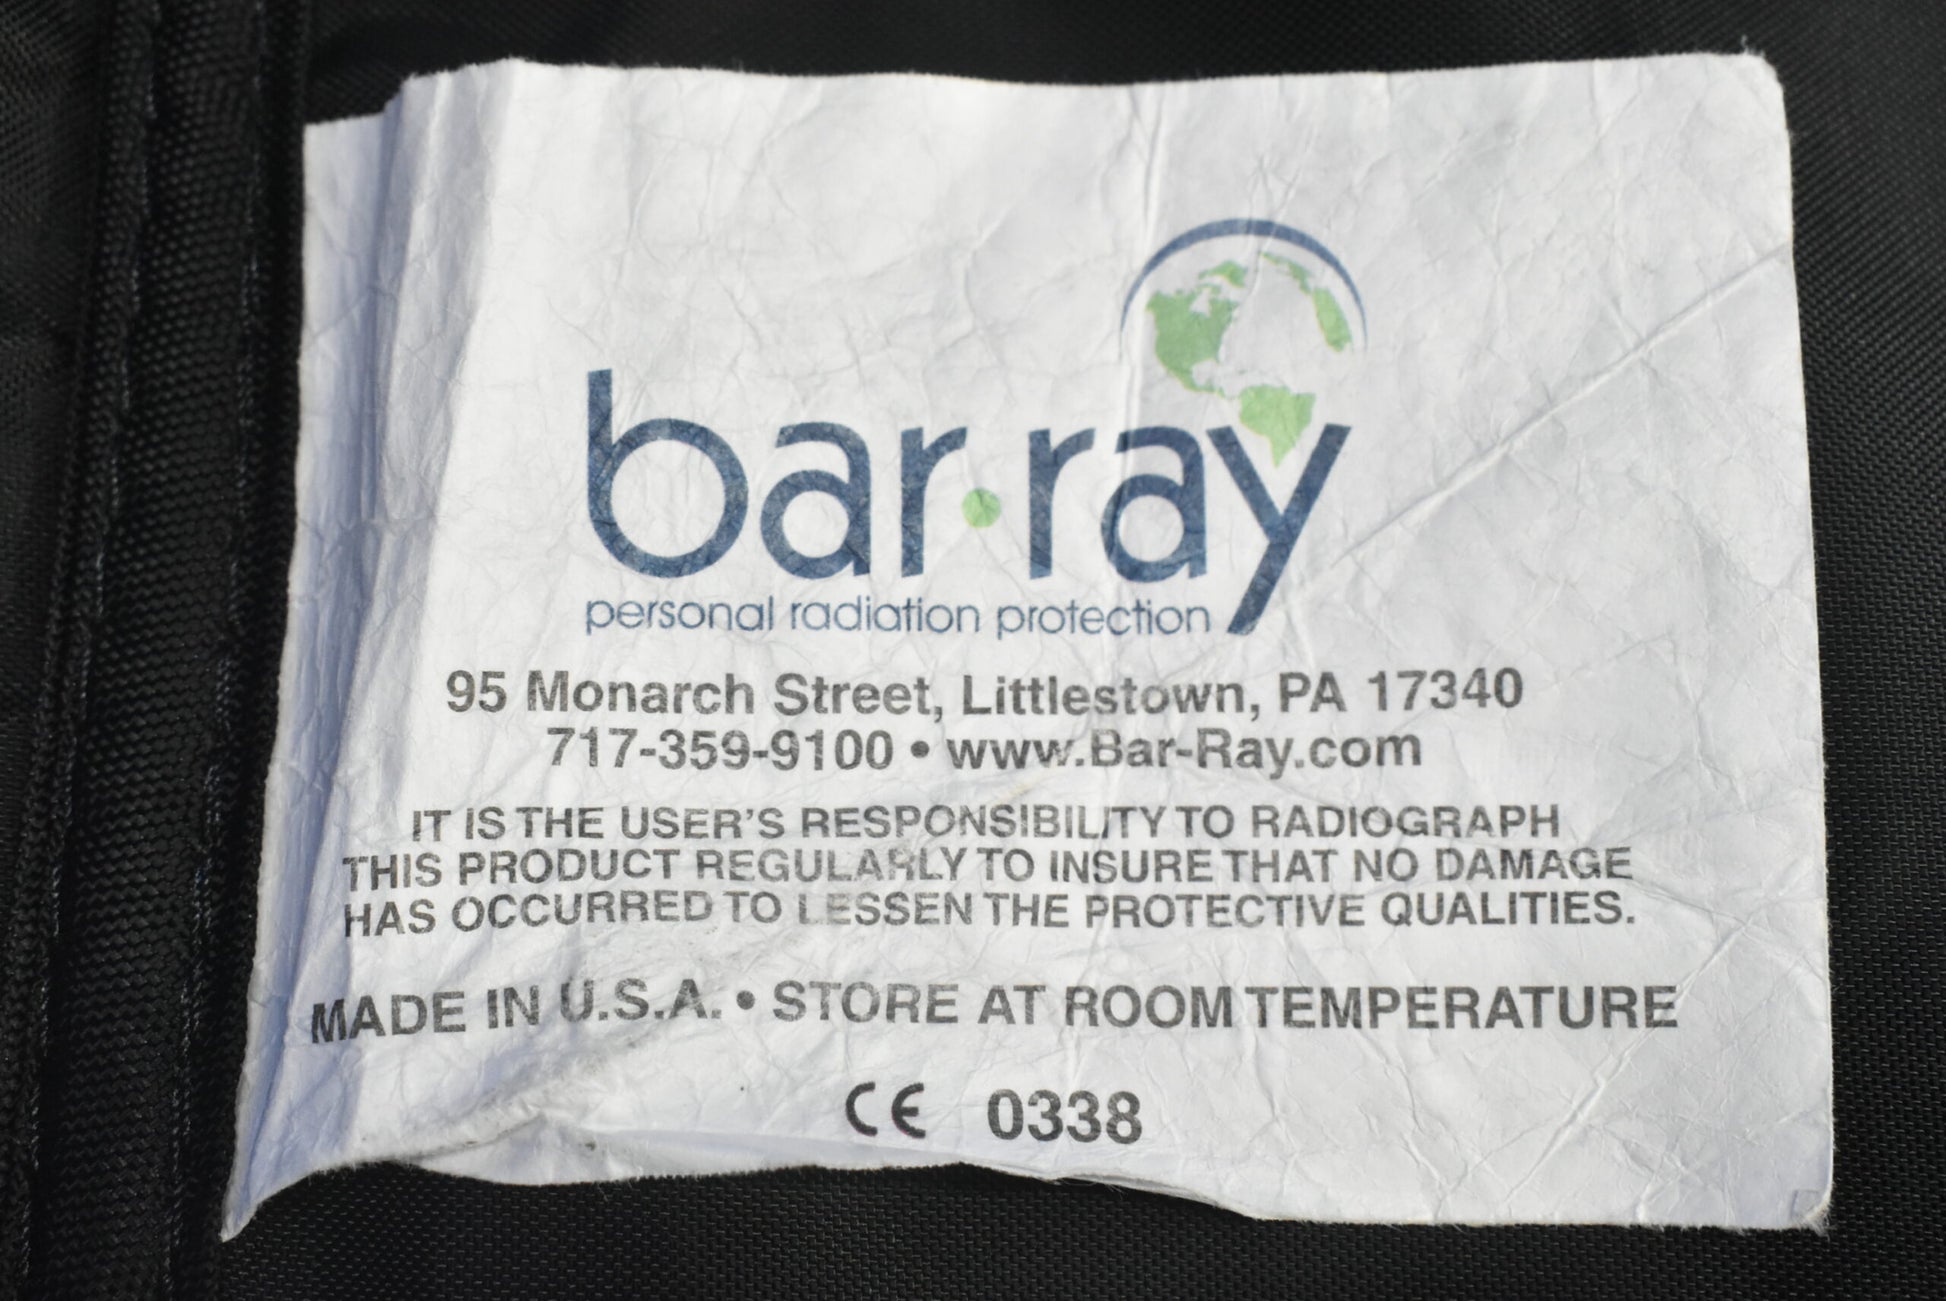 bar·ray
personal radiation protection
95 Monarch Street, Littlestown, PA 17340
717-359-9100 • www.Bar-Ray.com
IT IS THE USER'S RESPONSIBILITY TO RADIOGRAPH
THIS PRODUCT REGULARLY TO INSURE THAT NO DAMAGE
HAS OCCURRED TO LESSEN THE PROTECTIVE QUALITIES.
MADE IN U.S.A. • STORE AT ROOM TEMPERATURE
CE 0338